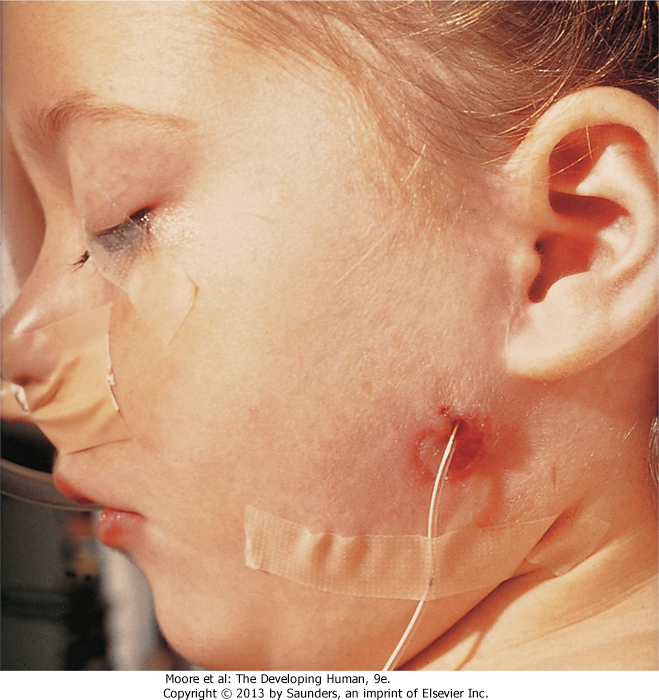 Moore et al: The Developing Human, 9e.
Copyright © 2013 by Saunders, an imprint of Elsevier Inc.